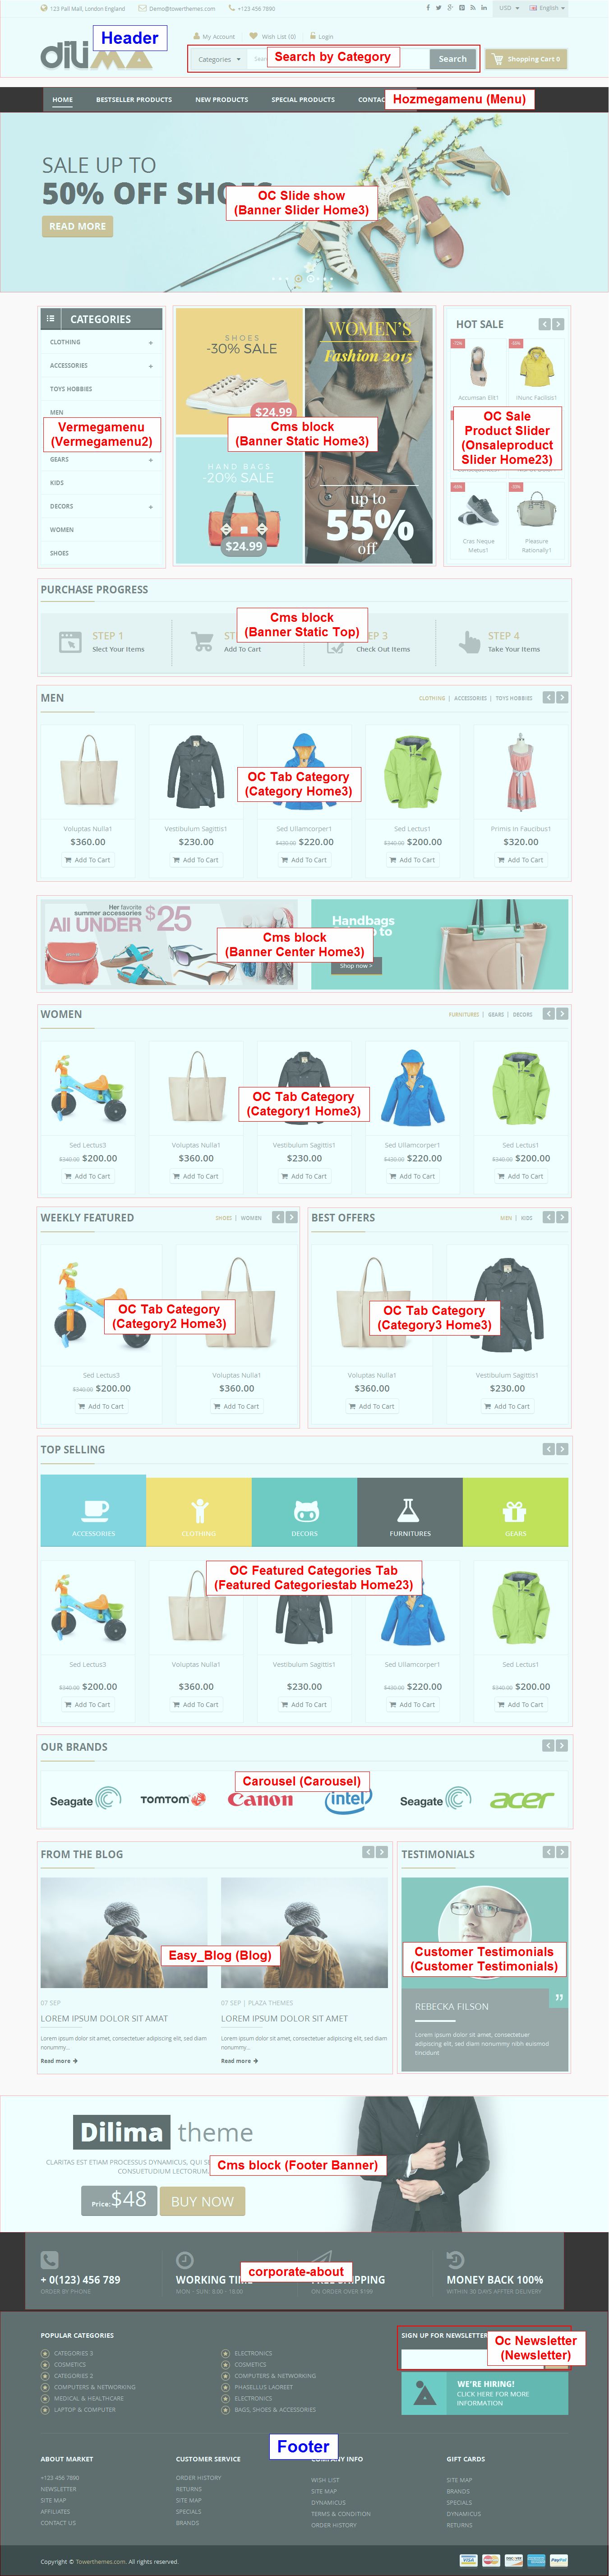 123 Pall Mall, London England Demo@towerthemes.com +123 456 7890 USD English
Header
diliMA
My Account Wish List (0) Login
Categories Search by Category Search
Shopping Cart 0
HOME BESTSELLER PRODUCTS NEW PRODUCTS SPECIAL PRODUCTS CONTAC
Hozmegamenu (Menu)
SALE UP TO
50% OFF SHOES
READ MORE
OC Slide show
(Banner Slider Home3)
CATEGORIES
CLOTHING +
ACCESSORIES +
TOYS HOBBIES
MEN
Vermegamenu
(Vermegamenu2)
GEARS +
KIDS
DECORS +
WOMEN
SHOES
SHOES
-30% SALE
$24.99
WOMEN'S
Fashion 2015
Cms block
(Banner Static Home3)
HAND BAGS
-20% SALE
$24.99
up to
55%
off
HOT SALE
Accumsan Elit1 !Nunc Facilisis1
OC Sale
Product Slider
(Onsaleproduct
Slider Home23)
Cras Neque
Metus1
Pleasure
Rationally1
PURCHASE PROGRESS
Cms block
(Banner Static Top)
STEP 1
Slect Your Items
ST
Add To Cart
EP 3
Check Out Items
STEP 4
Take Your Items
MEN
CLOTHING | ACCESSORIES | TOYS HOBBIES
OC Tab Category
(Category Home3)
Voluptas Nulla1 Vestibulum Sagittis1 Sed Ullamcorper1 Sed Lectus1 Primis In Faucibus1
$360.00 $230.00 $430.00 $220.00 $340.00 $200.00 $320.00
Add To Cart Add To Cart Add To Cart Add To Cart Add To Cart
Her favorite
summer accessories
All UNDER $25
Handbags
p to
Shop now >
Cms block
(Banner Center Home3)
WOMEN
FURNITURES | GEARS | DECORS
OC Tab Category
(Category1 Home3)
Sed Lectus3 Voluptas Nulla1 Vestibulum Sagittis1 Sed Ullamcorper1 Sed Lectus1
$340.00 $200.00 $360.00 $230.00 $430.00 $220.00 $340.00 $200.00
Add To Cart Add To Cart Add To Cart Add To Cart Add To Cart
WEEKLY FEATURED SHOES | WOMEN
OC Tab Category
(Category2 Home3)
Sed Lectus3 Voluptas Nulla1
$340.00 $200.00 $360.00
Add To Cart Add To Cart
BEST OFFERS MEN | KIDS
OC Tab Category
(Category3 Home3)
Voluptas Nulla1 Vestibulum Sagittis1
$360.00 $230.00
Add To Cart Add To Cart
TOP SELLING
ACCESSORIES CLOTHING DECORS FURNITURES GEARS
OC Featured Categories Tab
(Featured Categoriestab Home23)
Sed Lectus3 Voluptas Nulla1 Vestibulum Sagittis1 Sed Ullamcorper1 Sed Lectus1
$340.00 $200.00 $360.00 $230.00 $430.00 $220.00 $340.00 $200.00
Add To Cart Add To Cart Add To Cart Add To Cart Add To Cart
OUR BRANDS
Carousel (Carousel)
Seagate TOMTOM Canon intel Seagate acer
FROM THE BLOG
Easy_Blog (Blog)
07 SEP
LOREM IPSUM DOLOR SIT AMAT
Lorem ipsum dolor sit amet, consectetuer adipiscing elit, sed diam
nonummy...
Read more
07 SEP | PLAZA THEMES
LOREM IPSUM DOLOR SIT AMET
Lorem ipsum dolor sit amet, consectetuer adipiscing elit, sed diam
nonummy...
Read more
TESTIMONIALS
Customer Testimonials
(Customer Testimonials)
REBECKA FILSON
Lorem ipsum dolor sit amet, consectetuer
adipiscing elit, sed diam nonummy nibh euismod
tincidunt
Dilima theme
CLARITAS EST ETIAM PROCESSUS DYNAMICUS, QUI SE
CONSUETUDIUM LECTORUM.
Cms block (Footer Banner)
Price: $48 BUY NOW
corporate-about
+ 0(123) 456 789
ORDER BY PHONE
WORKING TIME
MON - SUN: 8.00 - 18.00
FREE SHIPPING
ON ORDER OVER $199
MONEY BACK 100%
WITHIN 30 DAYS AFTTER DELIVERY
POPULAR CATEGORIES
CATEGORIES 3
COSMETICS
CATEGORIES 2
COMPUTERS & NETWORKING
MEDICAL & HEALTHCARE
LAPTOP & COMPUTER
ELECTRONICS
COSMETICS
COMPUTERS & NETWORKING
PHASELLUS LAOREET
ELECTRONICS
BAGS, SHOES & ACCESSORIES
SIGN UP FOR NEWSLETTER
Oc Newsletter
(Newsletter)
WE'RE HIRING!
CLICK HERE FOR MORE
INFORMATION
Footer
ABOUT MARKET
+123 456 7890
NEWSLETTER
SITE MAP
AFFILIATES
CONTACT US
CUSTOMER SERVICE
ORDER HISTORY
RETURNS
SITE MAP
SPECIALS
BRANDS
COMPANY INFO
WISH LIST
SITE MAP
DYNAMICUS
TERMS & CONDITION
ORDER HISTORY
GIFT CARDS
SITE MAP
BRANDS
SPECIALS
DYNAMICUS
RETURNS
Copyright © Towerthemes.com. All rights reserved.
VISA MasterCard DISCOVER PayPal